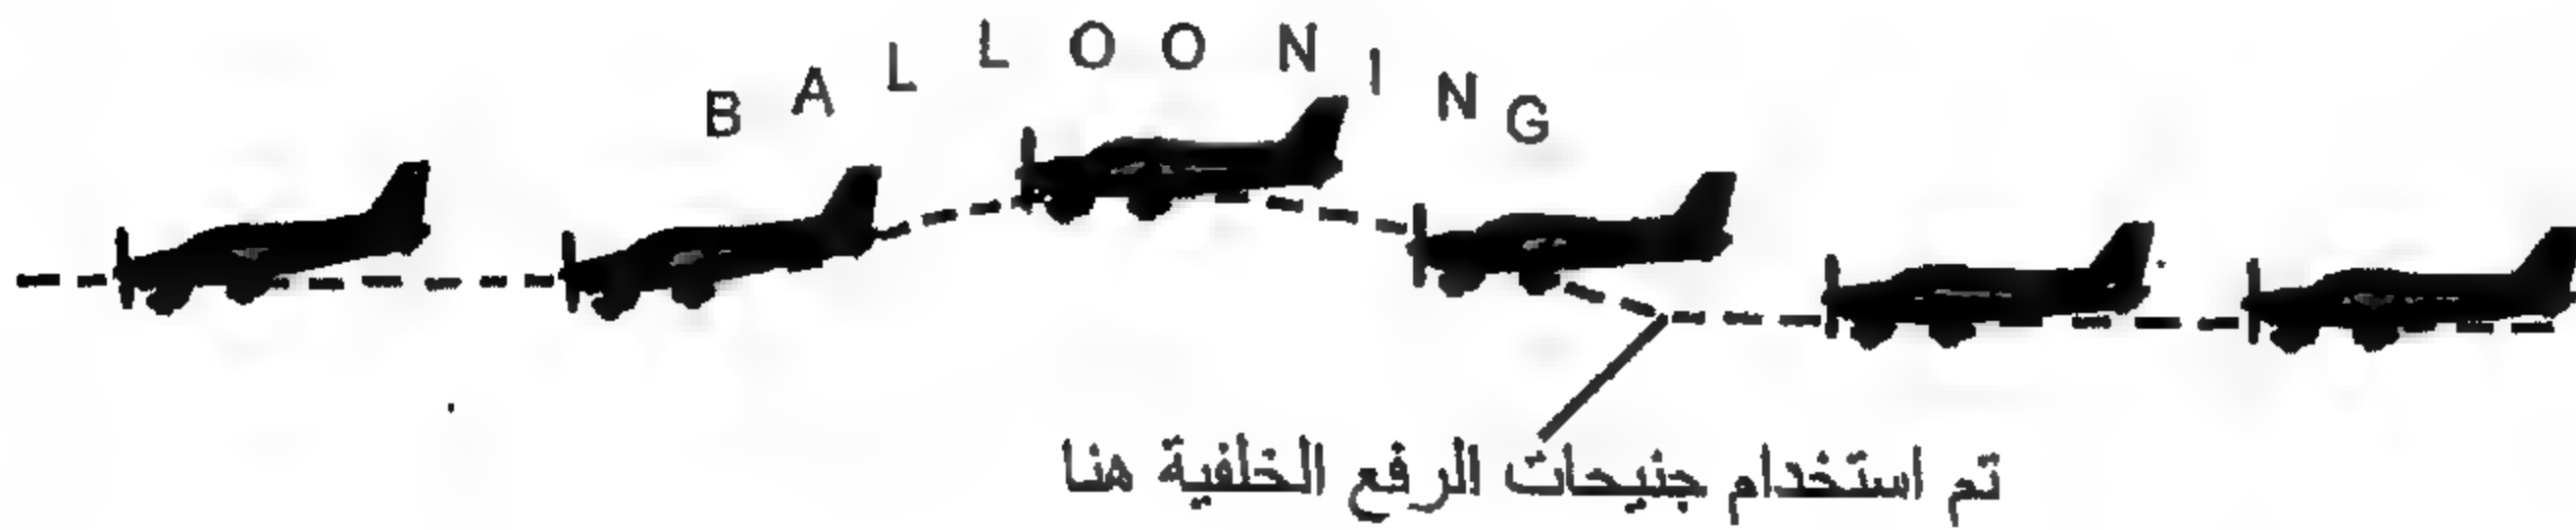 BALLOONING
تم استخدام جنيحات الرفع الخلفية هنا